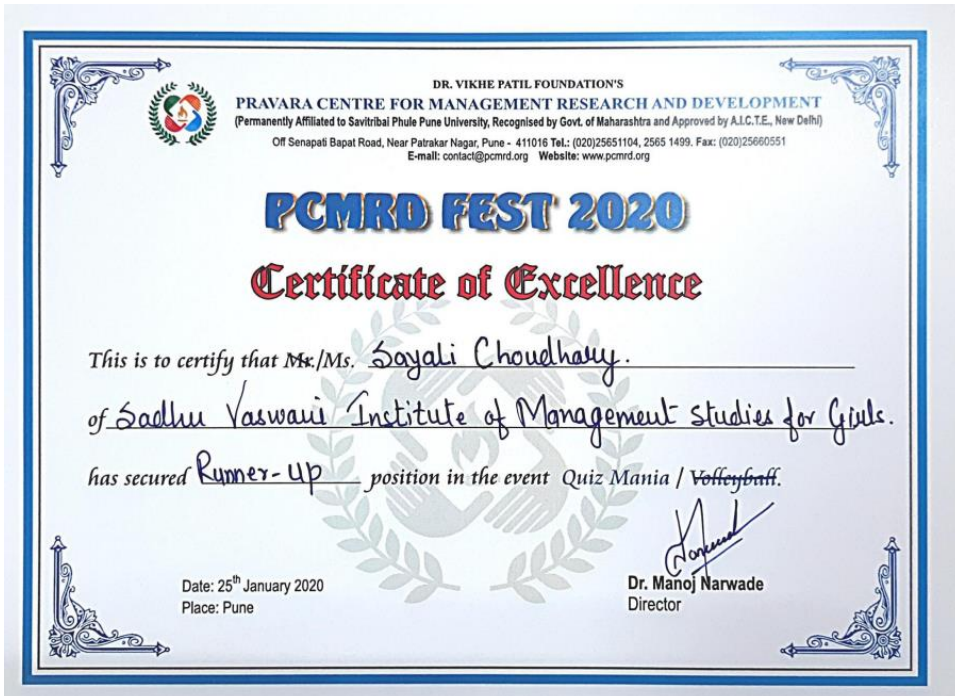 DR. VIKHE PATIL FOUNDATION'S
PRAVARA CENTRE FOR MANAGEMENT RESEARCH AND DEVELOPMENT
(Permanently Affiliated to Savitribai Phule Pune University, Recognised by Govt. of Maharashtra and Approved by A.I.C.T.E., New Delhi)
Off Senapati Bapat Road, Near Patrakar Nagar, Pune - 411016 Tel.: (020)25651104, 2565 1499. Fax: (020)25660551
E-mail: contact@pcmrd.org Website: www.pcmrd.org
PCMRD FEST 2020
Certificate of Excellence
This is to certify that Mr./Ms. Sayali Choudhary.
of Sadhu Vaswani Institute of Management Studies for Girls.
has secured Runner-up position in the event Quiz Mania / Volleyball.
Date: 25th January 2020
Place: Pune
Dr. Manoj Narwade
Director